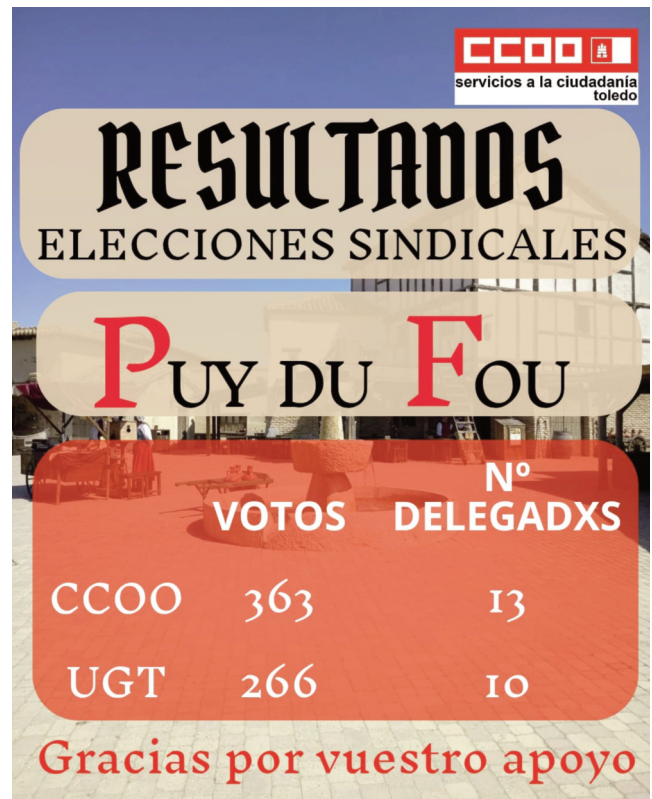 CCOO
servicios a la ciudadanía
toledo
RESULTADOS
ELECCIONES SINDICALES
PUY DU FOU
Nº
VOTOS DELEGADXS
CCOO 363 13
UGT 266 10
Gracias por vuestro apoyo